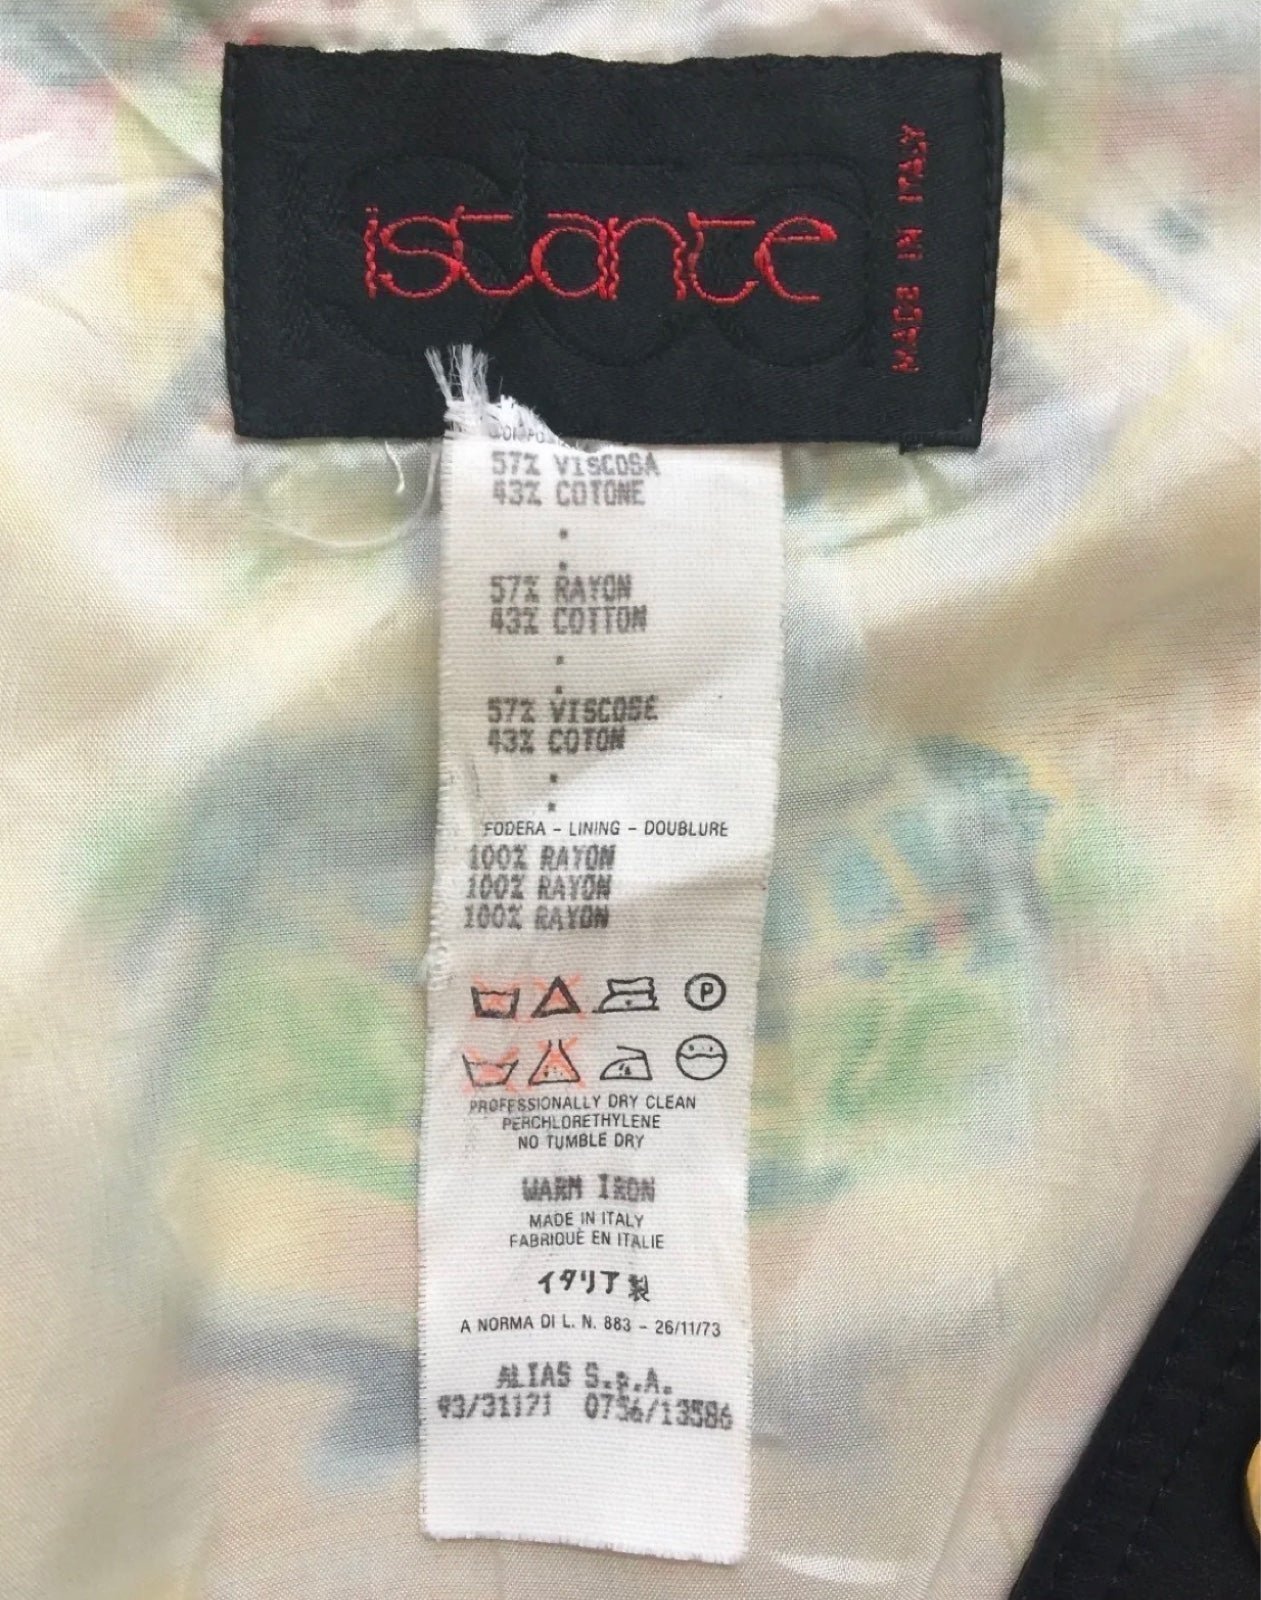 istante
MADE IN ITALY
57% VISCOSA
43% COTONE
57% RAYON
43% COTTON
57% VISCOSE
43% COTON
FODERA - LINING - DOUBLURE
100% RAYON
100% RAYON
100% RAYON
P
PROFESSIONALLY DRY CLEAN
PERCHLORETHYLENE
NO TUMBLE DRY
WARM IRON
MADE IN ITALY
FABRIQUÉ EN ITALIE
イタリア製
A NORMA DI L. N. 883 - 26/11/73
ALIAS S.p.A.
93/31171 0756/13586